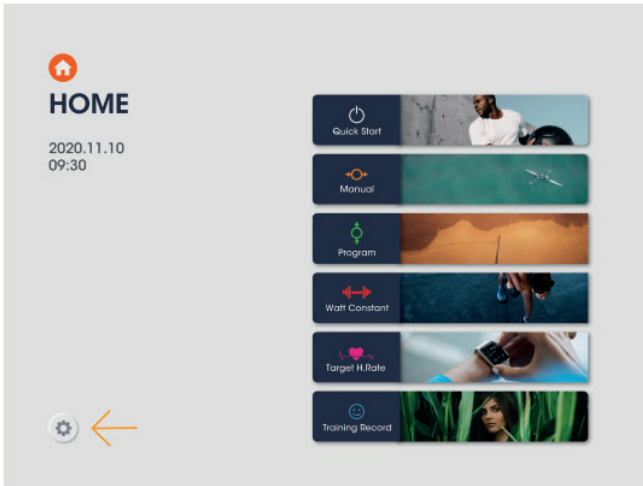 HOME
2020.11.10
09:30
Quick Start
Manual
Program
Watt Constant
Target H.Rate
Training Record